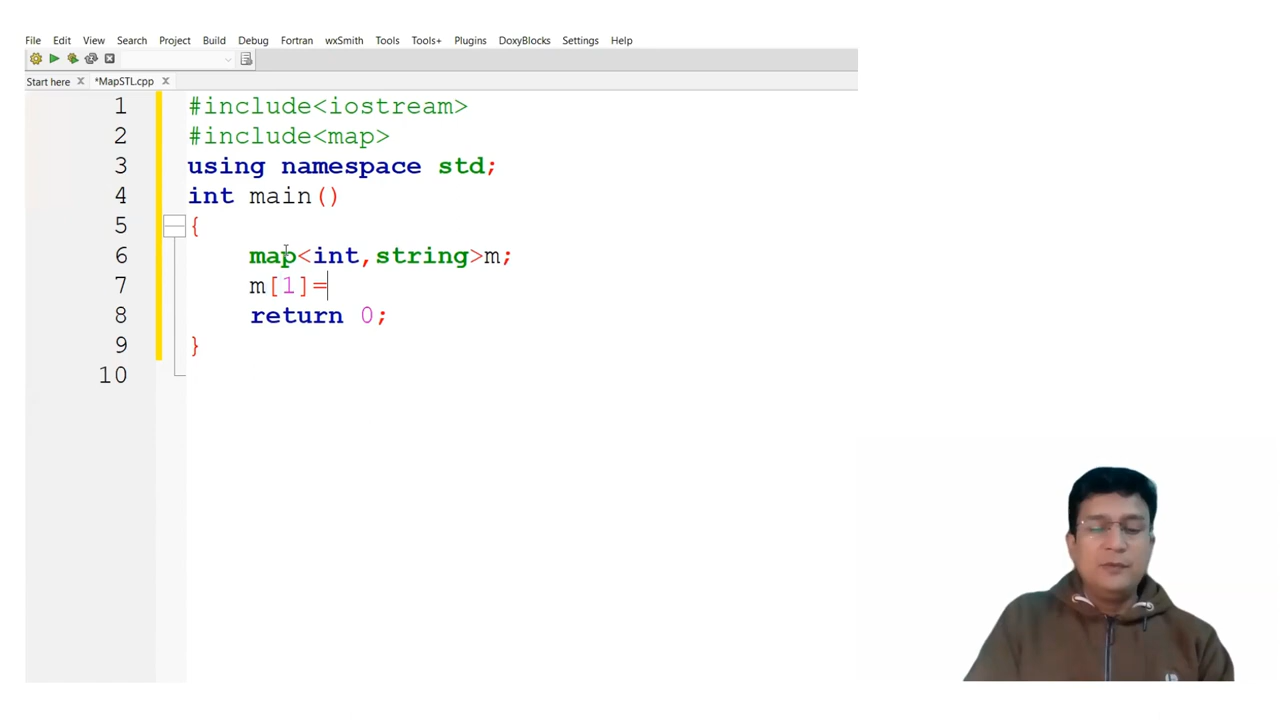 File Edit View Search Project Build Debug Fortran wxSmith Tools Tools+ Plugins DoxyBlocks Settings Help
Start here X *MapSTL.cpp X
1 #include<iostream>
2 #include<map>
3 using namespace std;
4 int main()
5 {
6 map<int,string>m;
7 m[1]=
8 return 0;
9 }
10